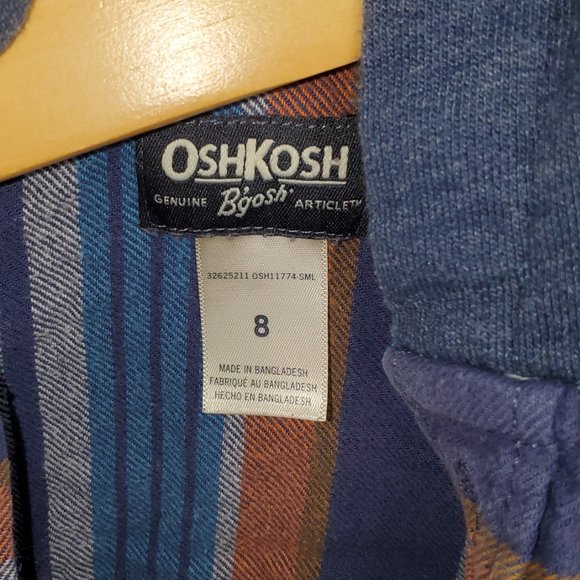 OSHKOSH
GENUINE B'gosh ARTICLE™
32625211 OSH11774-SML
8
MADE IN BANGLADESH
FABRIQUÉ AU BANGLADESH
HECHO EN BANGLADESH